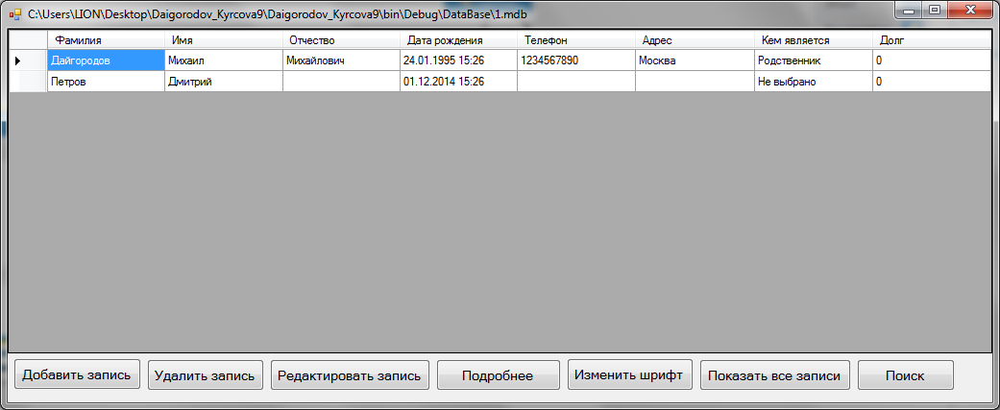 C:\Users\LION\Desktop\Daigorodov_Kyrcova9\Daigorodov_Kyrcova9\bin\Debug\DataBase\1.mdb
Фамилия Имя Отчество Дата рождения Телефон Адрес Кем является Долг
Дайгородов Михаил Михайлович 24.01.1995 15:26 1234567890 Москва Родственник 0
Петров Дмитрий 01.12.2014 15:26 Не выбрано 0
Добавить запись Удалить запись Редактировать запись Подробнее Изменить шрифт Показать все записи Поиск